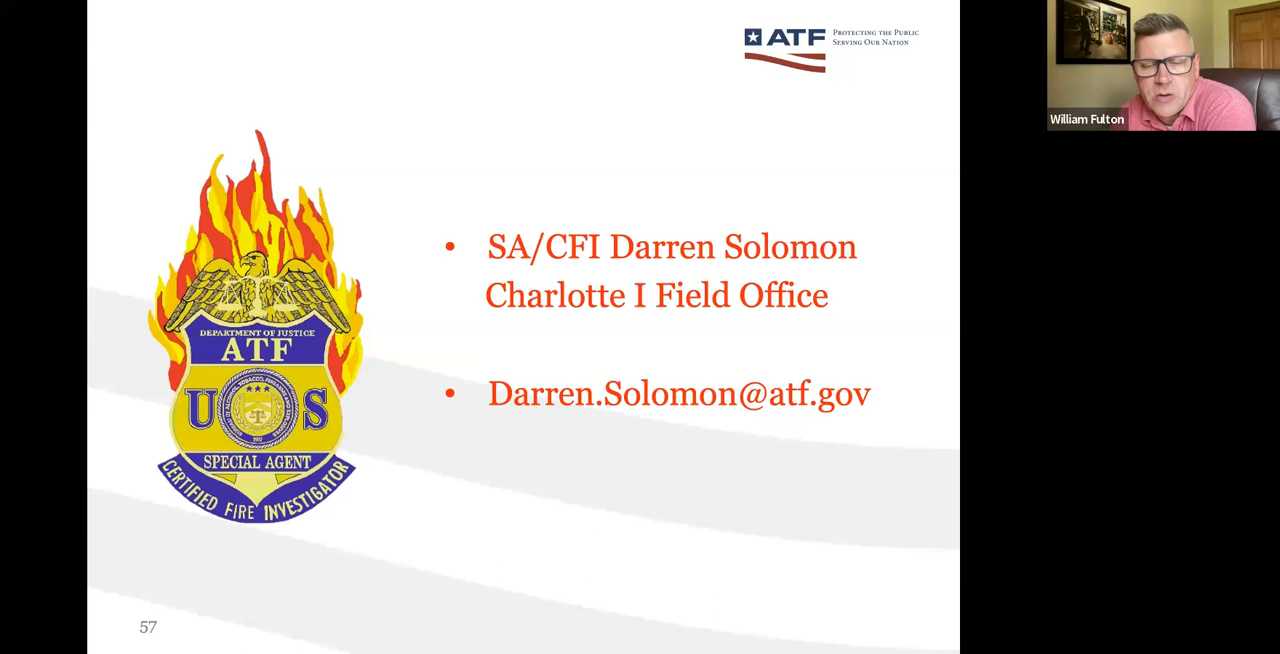 ATF
PROTECTING THE PUBLIC
SERVING OUR NATION
William Fulton
• SA/CFI Darren Solomon
Charlotte I Field Office
• Darren.Solomon@atf.gov
DEPARTMENT OF JUSTICE
ATF
U S
SPECIAL AGENT
CERTIFIED FIRE INVESTIGATOR
57